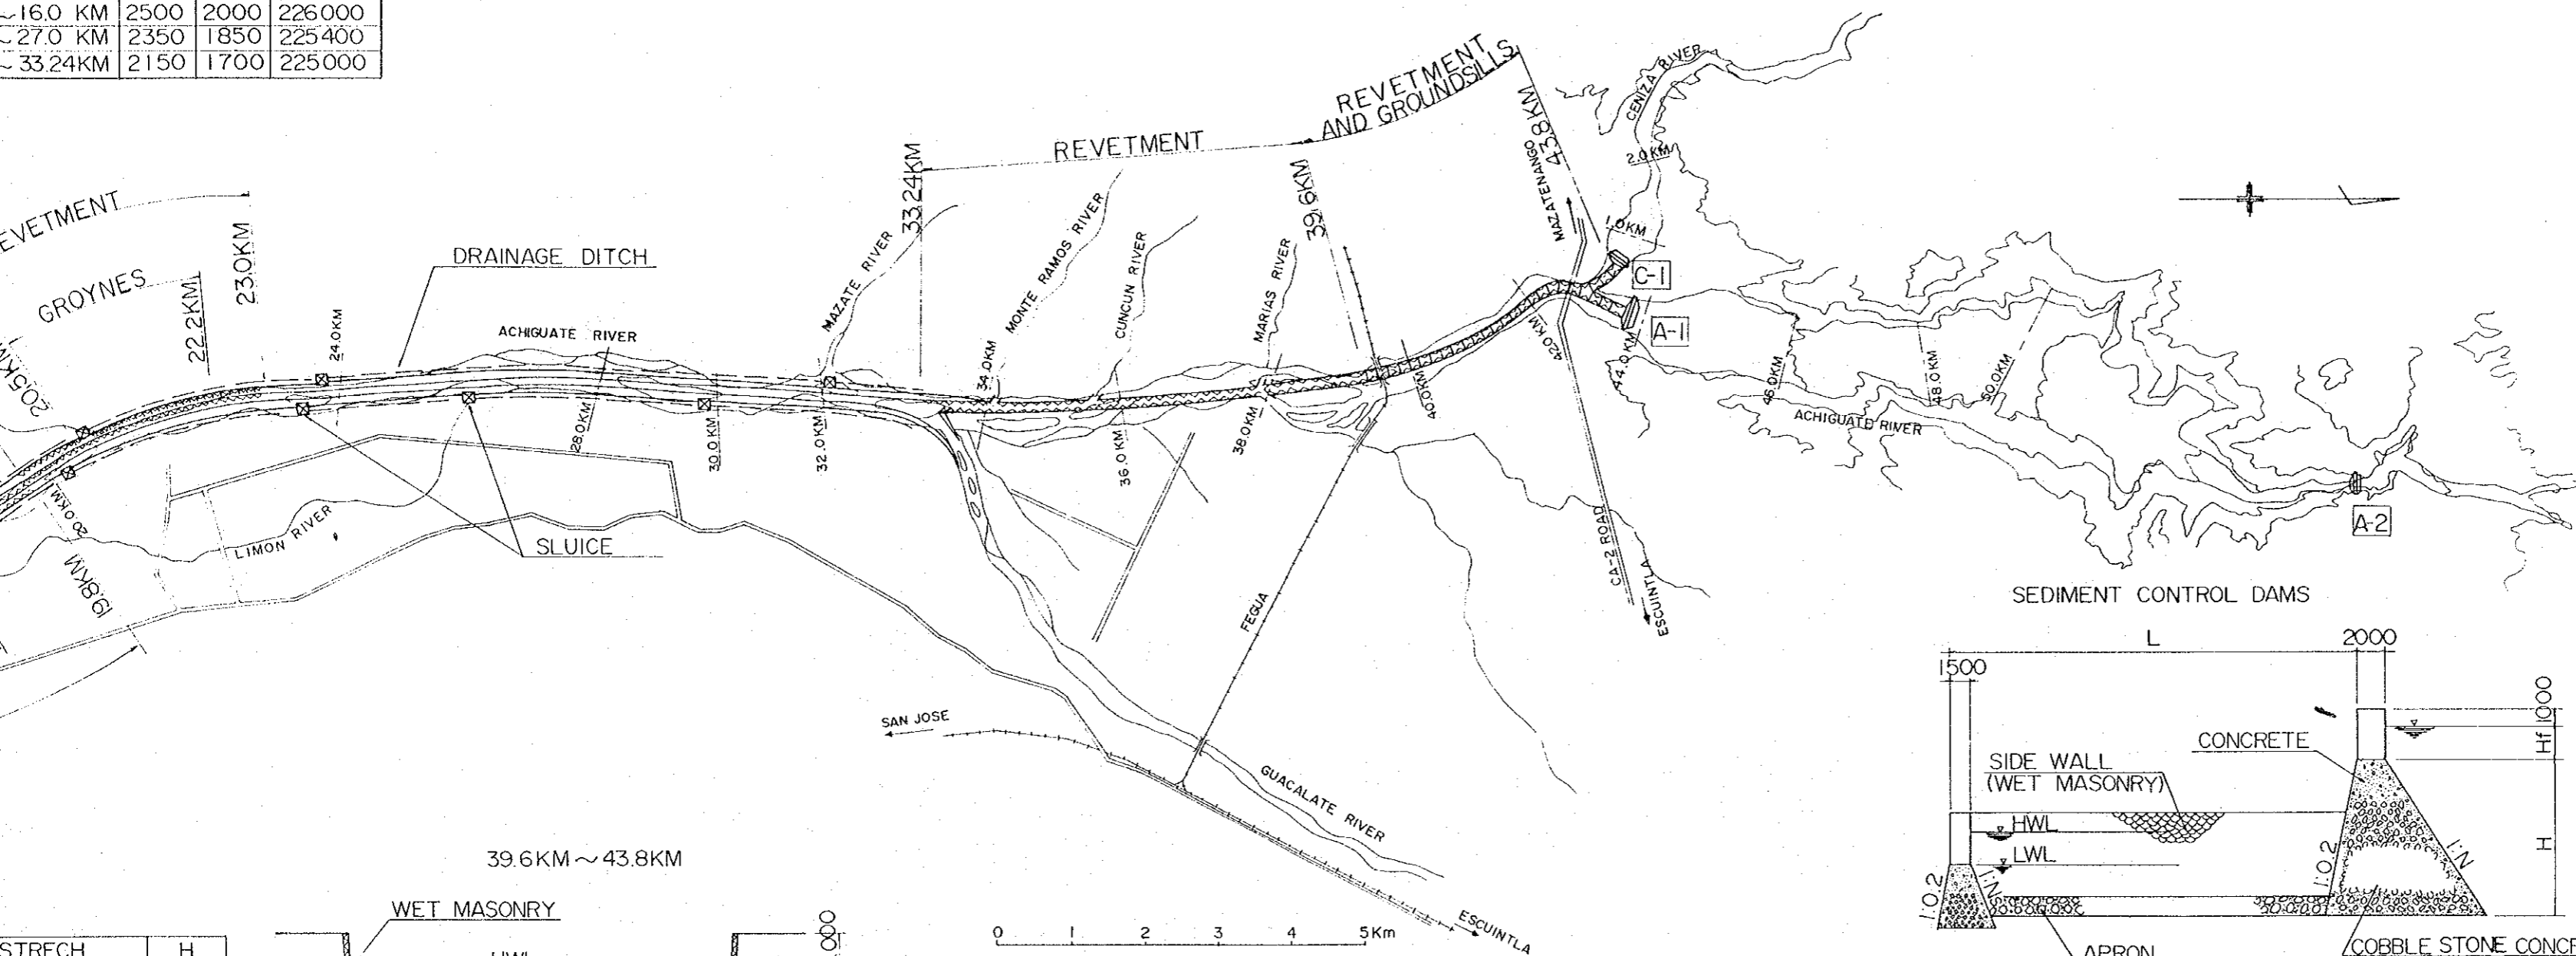 ~16.0 KM 2500 2000 226000
~27.0 KM 2350 1850 225400
~33.24KM 2150 1700 225000
EVETMENT
GROYNES
20.5K
22.2KM
23.0KM
24.0KM
DRAINAGE DITCH
ACHIGUATE RIVER
MAZATE RIVER
33.24KM
REVETMENT
REVETMENT
AND GROUNDSILLS
MONTE RAMOS RIVER
CUNCUN RIVER
MARIAS RIVER
39.6KM
MAZATENANGO
43.8KM
CENIZA RIVER
2.0KM
1.0KM
C-1
A-1
34.0KM
28.0KM
30.0KM
32.0KM
36.0KM
38.0KM
40.0KM
42.0KM
44.0KM
46.0KM
48.0KM
50.0KM
ACHIGUATE RIVER
A-2
20.0KM
19.8KM
LIMON RIVER
SLUICE
FEGUA
CA-2 ROAD
ESCUINTLA
SAN JOSE
GUACALATE RIVER
ESCUINTLA
0 1 2 3 4 5Km
39.6KM~43.8KM
WET MASONRY
STRECH H
HWL
SEDIMENT CONTROL DAMS
L
2000
1500
1000
Hf
H
CONCRETE
SIDE WALL
(WET MASONRY)
HWL
LWL
1:0.2
1:N
1:0.2
1:N
APRON
COBBLE STONE CONCR